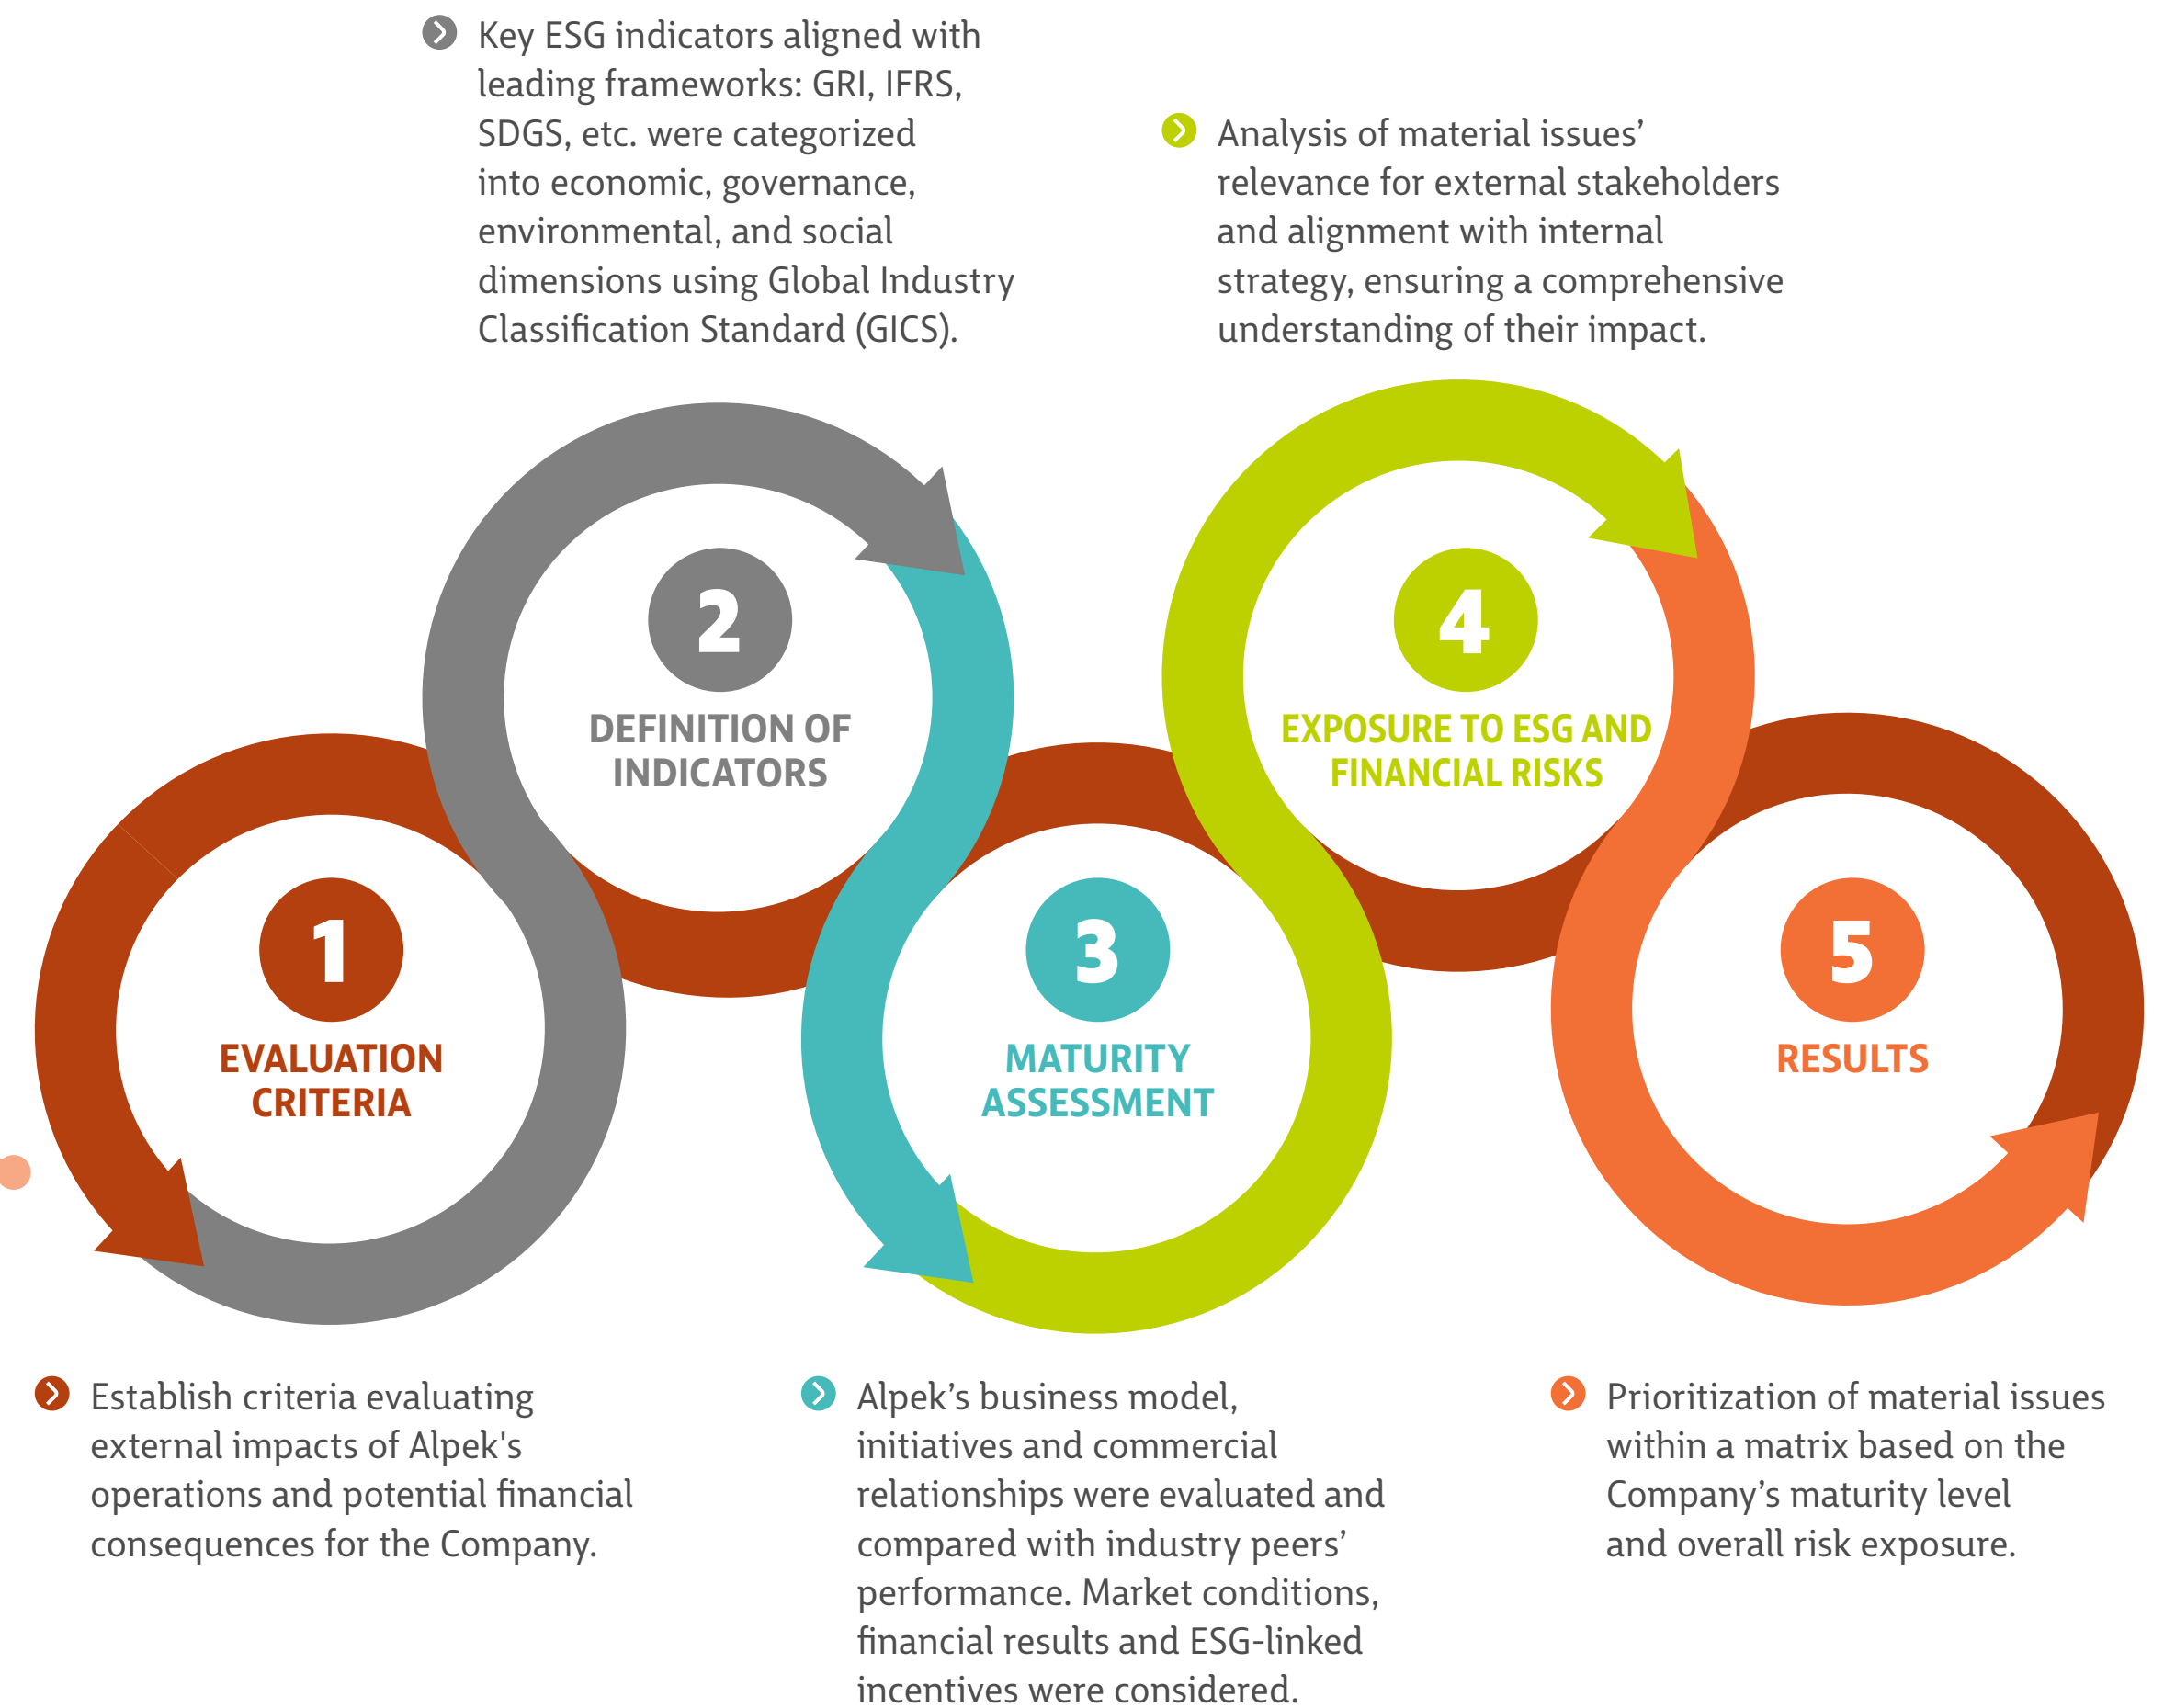 Key ESG indicators aligned with
leading frameworks: GRI, IFRS,
SDGS, etc. were categorized
into economic, governance,
environmental, and social
dimensions using Global Industry
Classification Standard (GICS).
Analysis of material issues’
relevance for external stakeholders
and alignment with internal
strategy, ensuring a comprehensive
understanding of their impact.
1
EVALUATION
CRITERIA
2
DEFINITION OF
INDICATORS
3
MATURITY
ASSESSMENT
4
EXPOSURE TO ESG AND
FINANCIAL RISKS
5
RESULTS
Establish criteria evaluating
external impacts of Alpek's
operations and potential financial
consequences for the Company.
Alpek’s business model,
initiatives and commercial
relationships were evaluated and
compared with industry peers’
performance. Market conditions,
financial results and ESG-linked
incentives were considered.
Prioritization of material issues
within a matrix based on the
Company’s maturity level
and overall risk exposure.